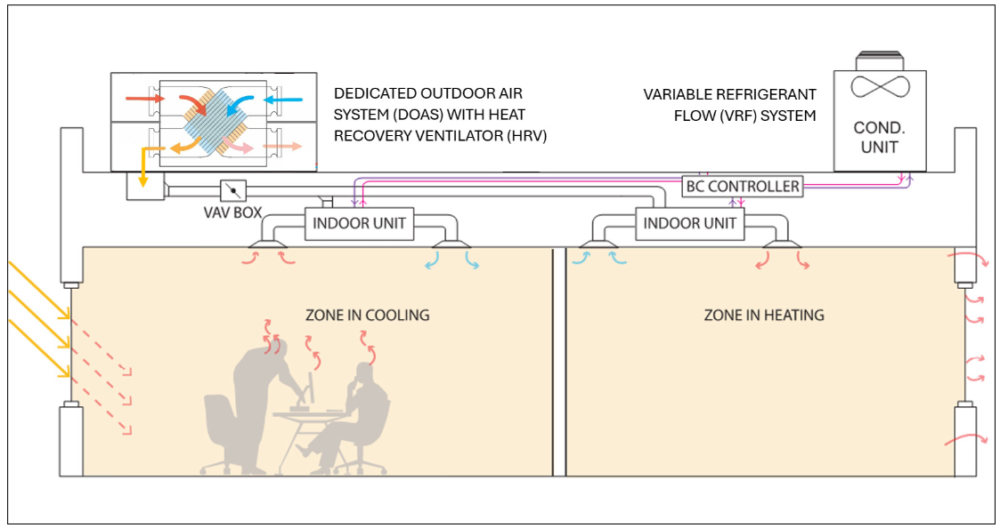 DEDICATED OUTDOOR AIR
SYSTEM (DOAS) WITH HEAT
RECOVERY VENTILATOR (HRV)
VARIABLE REFRIGERANT
FLOW (VRF) SYSTEM
COND.
UNIT
BC CONTROLLER
VAV BOX
INDOOR UNIT
INDOOR UNIT
ZONE IN COOLING
ZONE IN HEATING